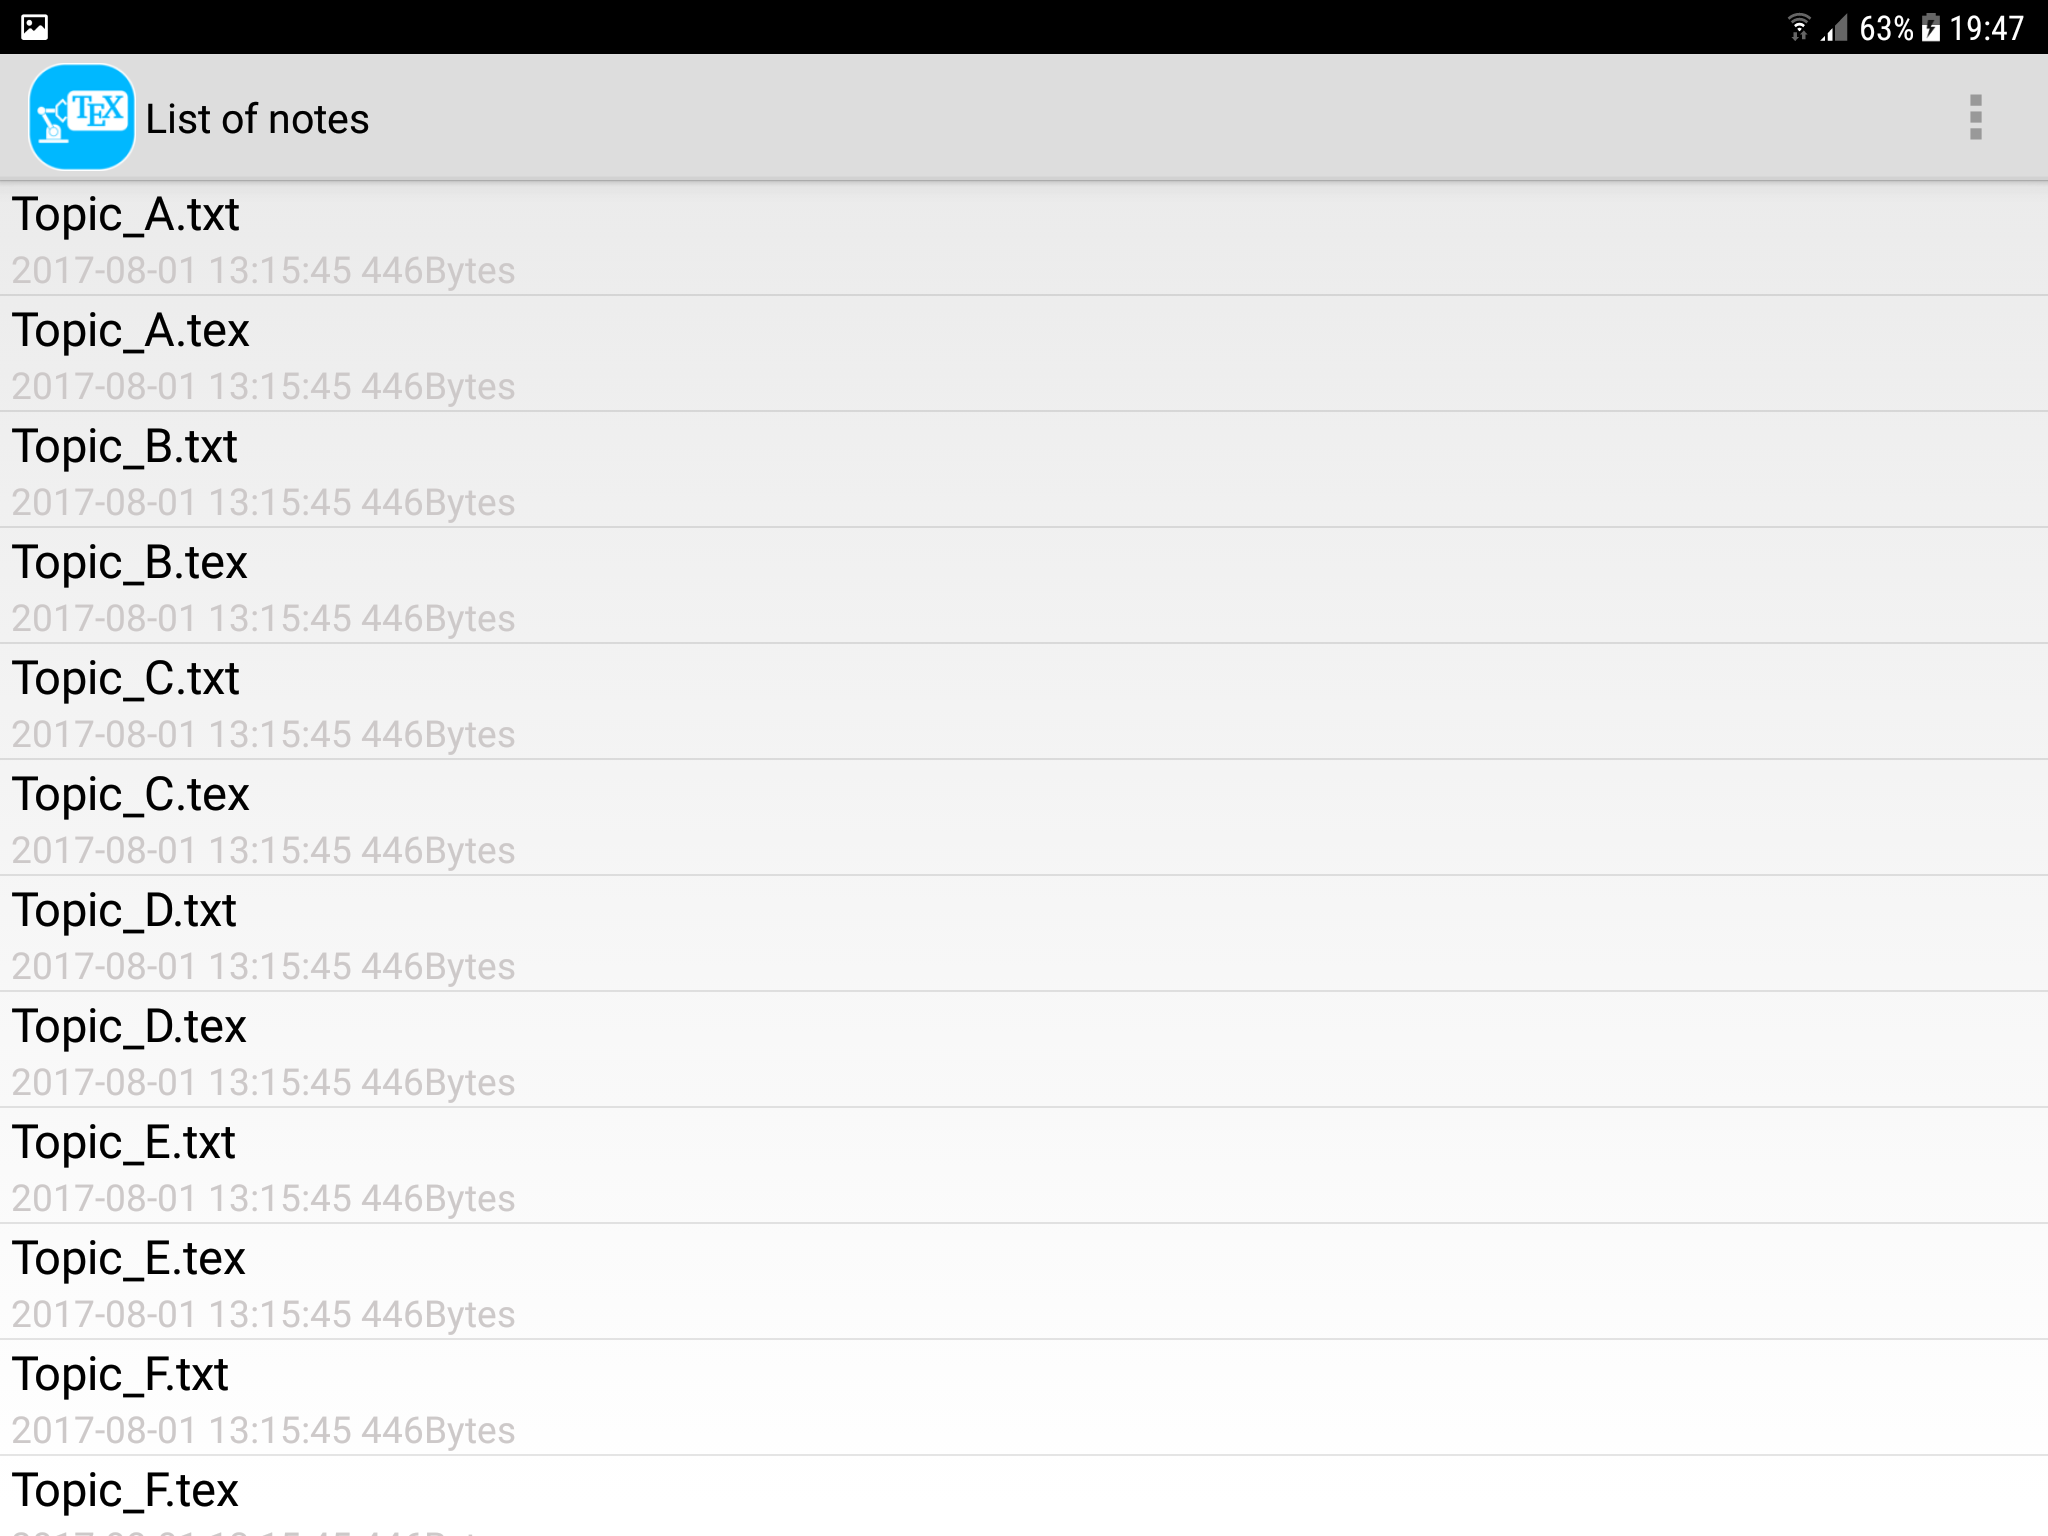 63% 19:47
TEX List of notes
Topic_A.txt
2017-08-01 13:15:45 446Bytes
Topic_A.tex
2017-08-01 13:15:45 446Bytes
Topic_B.txt
2017-08-01 13:15:45 446Bytes
Topic_B.tex
2017-08-01 13:15:45 446Bytes
Topic_C.txt
2017-08-01 13:15:45 446Bytes
Topic_C.tex
2017-08-01 13:15:45 446Bytes
Topic_D.txt
2017-08-01 13:15:45 446Bytes
Topic_D.tex
2017-08-01 13:15:45 446Bytes
Topic_E.txt
2017-08-01 13:15:45 446Bytes
Topic_E.tex
2017-08-01 13:15:45 446Bytes
Topic_F.txt
2017-08-01 13:15:45 446Bytes
Topic_F.tex